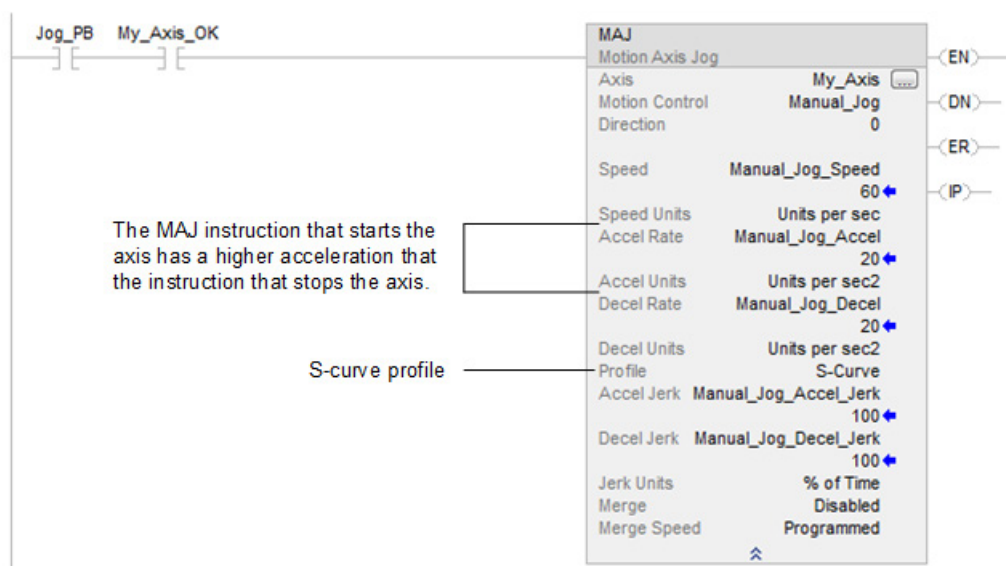 Jog_PB My_Axis_OK
MAJ
Motion Axis Jog
Axis My_Axis ...
Motion Control Manual_Jog
Direction 0
Speed Manual_Jog_Speed
60
Speed Units Units per sec
Accel Rate Manual_Jog_Accel
20
Accel Units Units per sec2
Decel Rate Manual_Jog_Decel
20
Decel Units Units per sec2
Profile S-Curve
Accel Jerk Manual_Jog_Accel_Jerk
100
Decel Jerk Manual_Jog_Decel_Jerk
100
Jerk Units % of Time
Merge Disabled
Merge Speed Programmed
EN
DN
ER
IP
The MAJ instruction that starts the
axis has a higher acceleration that
the instruction that stops the axis.
S-curve profile